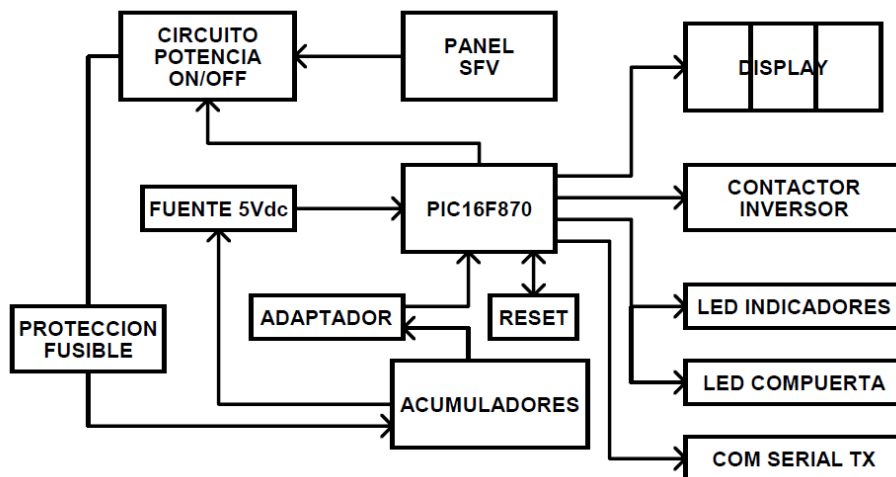 CIRCUITO
POTENCIA
ON/OFF
PANEL
SFV
DISPLAY
FUENTE 5Vdc
PIC16F870
CONTACTOR
INVERSOR
PROTECCION
FUSIBLE
ADAPTADOR
RESET
LED INDICADORES
ACUMULADORES
LED COMPUERTA
COM SERIAL TX